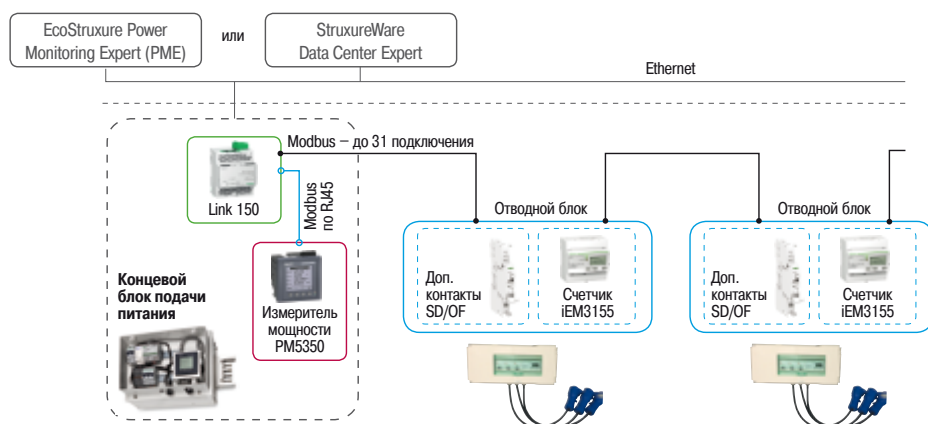 EcoStruxure Power
Monitoring Expert (PME)
или
StruxureWare
Data Center Expert
Ethernet
Modbus – до 31 подключения
Link 150
Modbus
по RJ45
Концевой
блок подачи
питания
Измеритель
мощности
PM5350
Отводной блок
Доп.
контакты
SD/OF
Счетчик
iEM3155
Отводной блок
Доп.
контакты
SD/OF
Счетчик
iEM3155